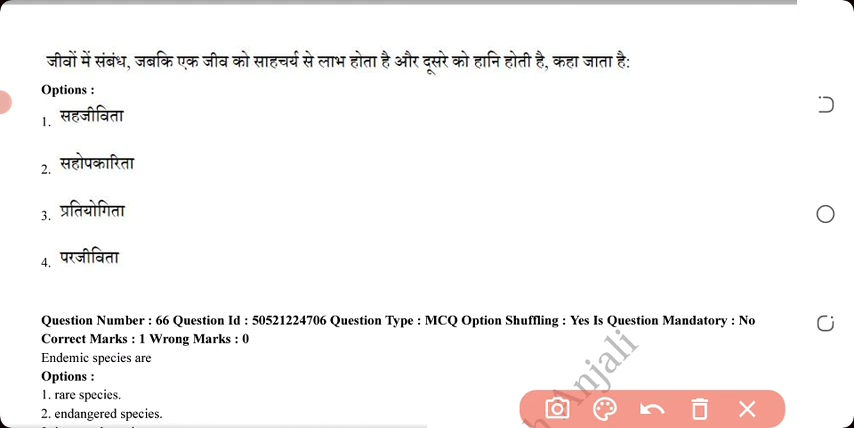 जीवों में संबंध, जबकि एक जीव को साहचर्य से लाभ होता है और दूसरे को हानि होती है, कहा जाता है:
Options :
1. सहजीविता
2. सहोपकारिता
3. प्रतियोगिता
4. परजीविता
Question Number : 66 Question Id : 50521224706 Question Type : MCQ Option Shuffling : Yes Is Question Mandatory : No
Correct Marks : 1 Wrong Marks : 0
Endemic species are
Options :
1. rare species.
2. endangered species.
Anjali